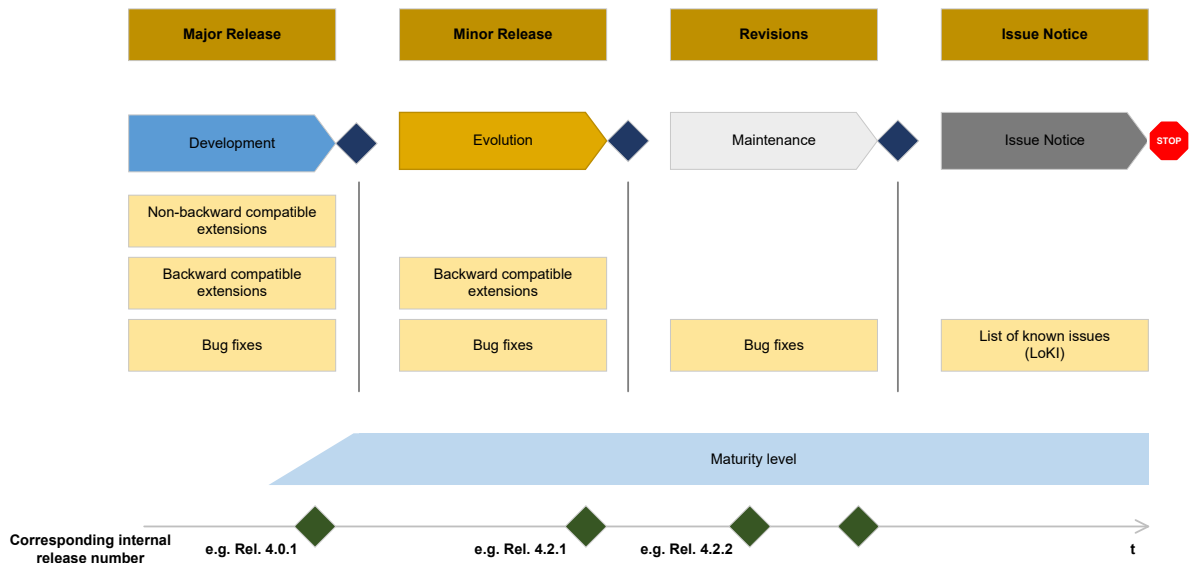 Major Release
Minor Release
Revisions
Issue Notice
Development
Evolution
Maintenance
Issue Notice
STOP
Non-backward compatible
extensions
Backward compatible
extensions
Backward compatible
extensions
Bug fixes
Bug fixes
Bug fixes
List of known issues
(LoKI)
Maturity level
Corresponding internal
release number
e.g. Rel. 4.0.1
e.g. Rel. 4.2.1
e.g. Rel. 4.2.2
t